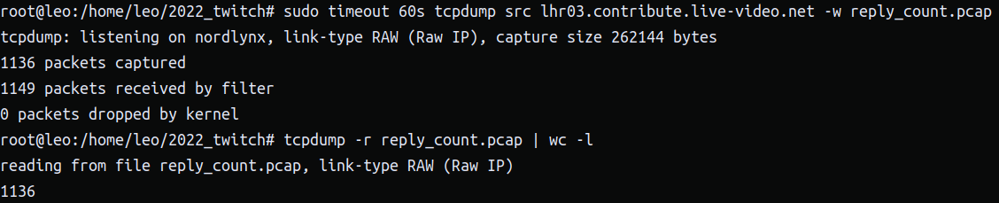 root@leo:/home/leo/2022_twitch# sudo timeout 60s tcpdump src lhr03.contribute.live-video.net -w reply_count.pcap
tcpdump: listening on nordlynx, link-type RAW (Raw IP), capture size 262144 bytes
1136 packets captured
1149 packets received by filter
0 packets dropped by kernel
root@leo:/home/leo/2022_twitch# tcpdump -r reply_count.pcap | wc -l
reading from file reply_count.pcap, link-type RAW (Raw IP)
1136